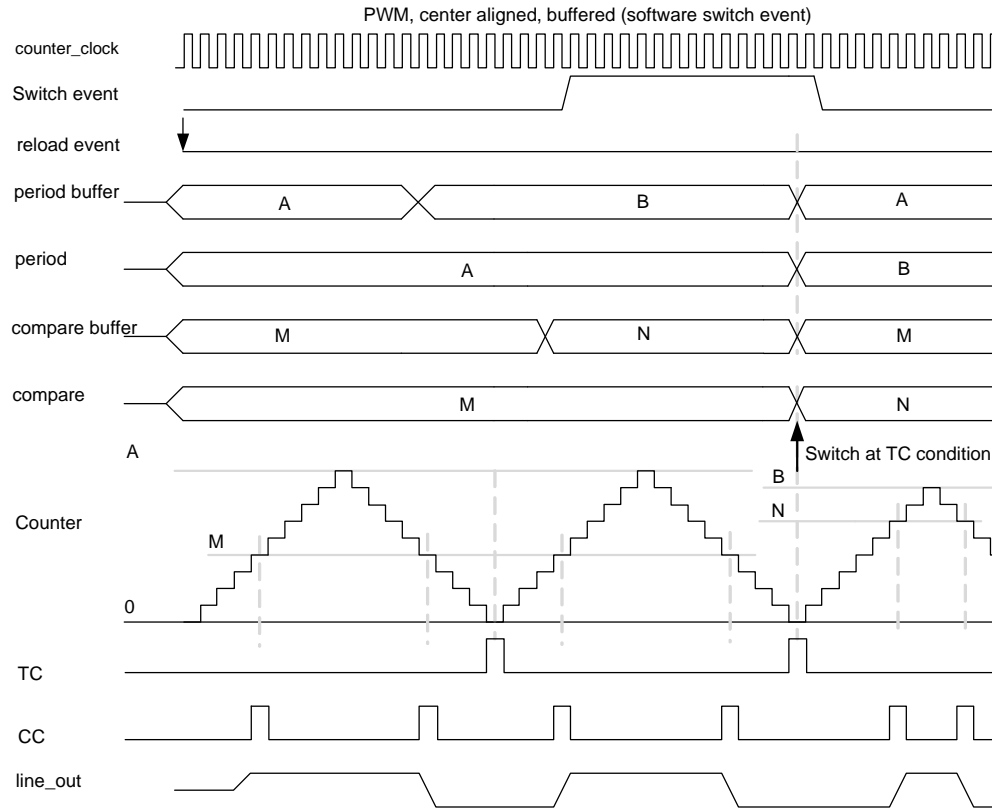 PWM, center aligned, buffered (software switch event)
counter_clock
Switch event
reload event
period buffer
A
B
A
period
A
B
compare buffer
M
N
M
compare
M
N
Switch at TC condition
A
B
Counter
N
M
0
TC
CC
line_out